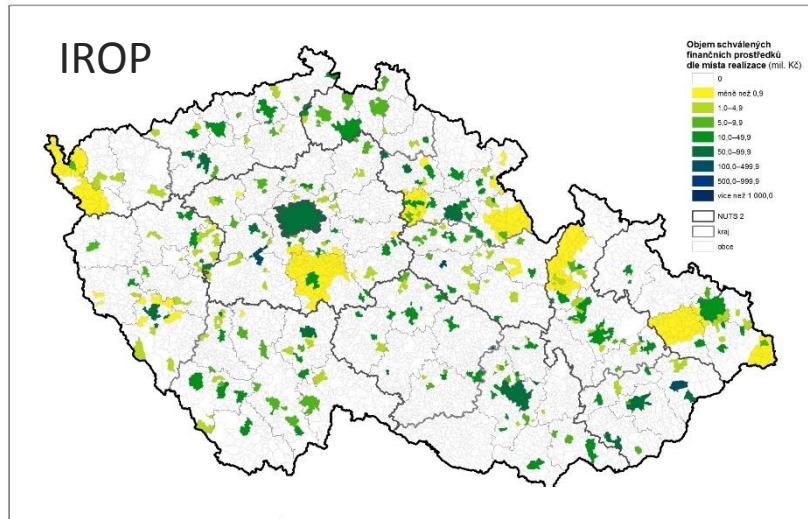 IROP
Objem schválených
finančních prostředků
dle místa realizace (mil. Kč)
0
méně než 0,9
1,0–4,9
5,0–9,9
10,0–49,9
50,0–99,9
100,0–499,9
500,0–999,9
více než 1 000,0
NUTS 2
kraj
obce